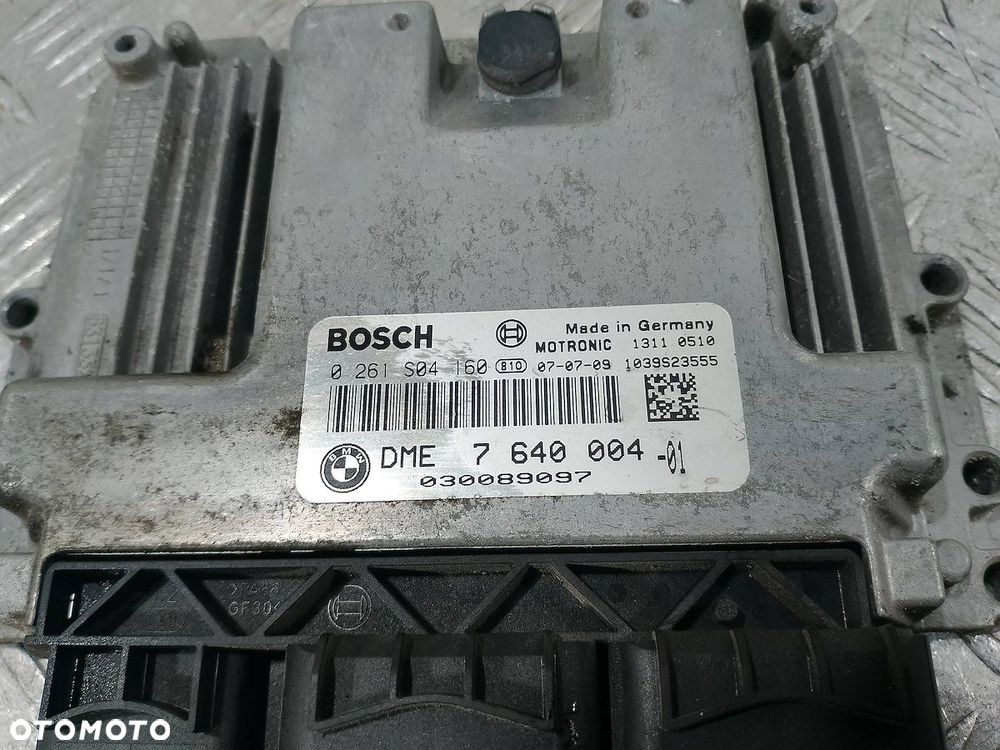 BOSCH
Made in Germany
MOTRONIC 1311 0510
0 261 S04 160 B10 07-07-09 1039S23555
BMW
DME 7 640 004 -01
030089097
OTOMOTO